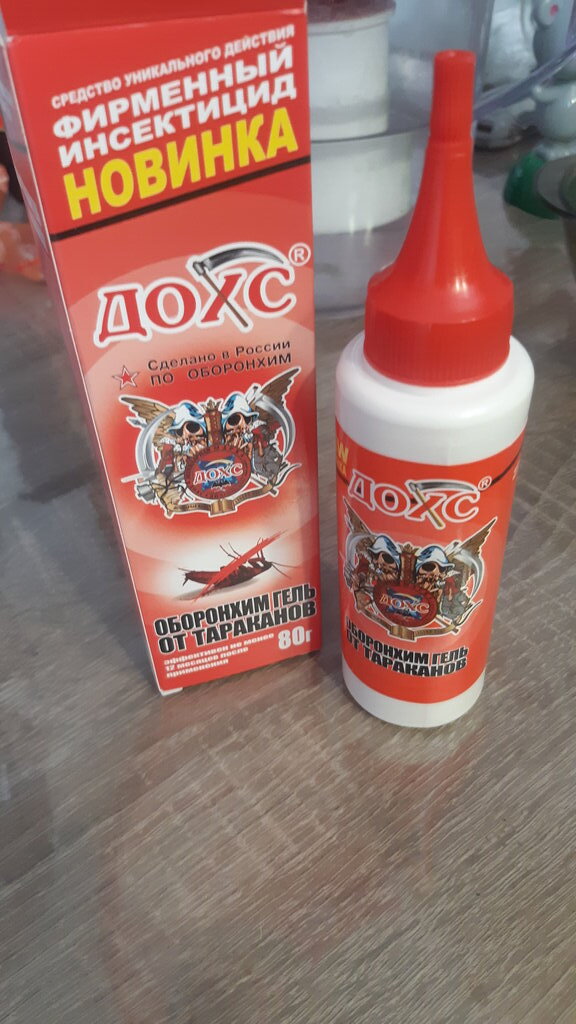 СРЕДСТВО УНИКАЛЬНОГО ДЕЙСТВИЯ
ФИРМЕННЫЙ
ИНСЕКТИЦИД
НОВИНКА
ДОХС®
Сделано в России
ПО ОБОРОНХИМ
ДОХС
ОБОРОНХИМ ГЕЛЬ
ОТ ТАРАКАНОВ
эффективен не менее
12 месяцев после
применения
80г
ДОХС®
ДОХС
ОБОРОНХИМ ГЕЛЬ
ОТ ТАРАКАНОВ